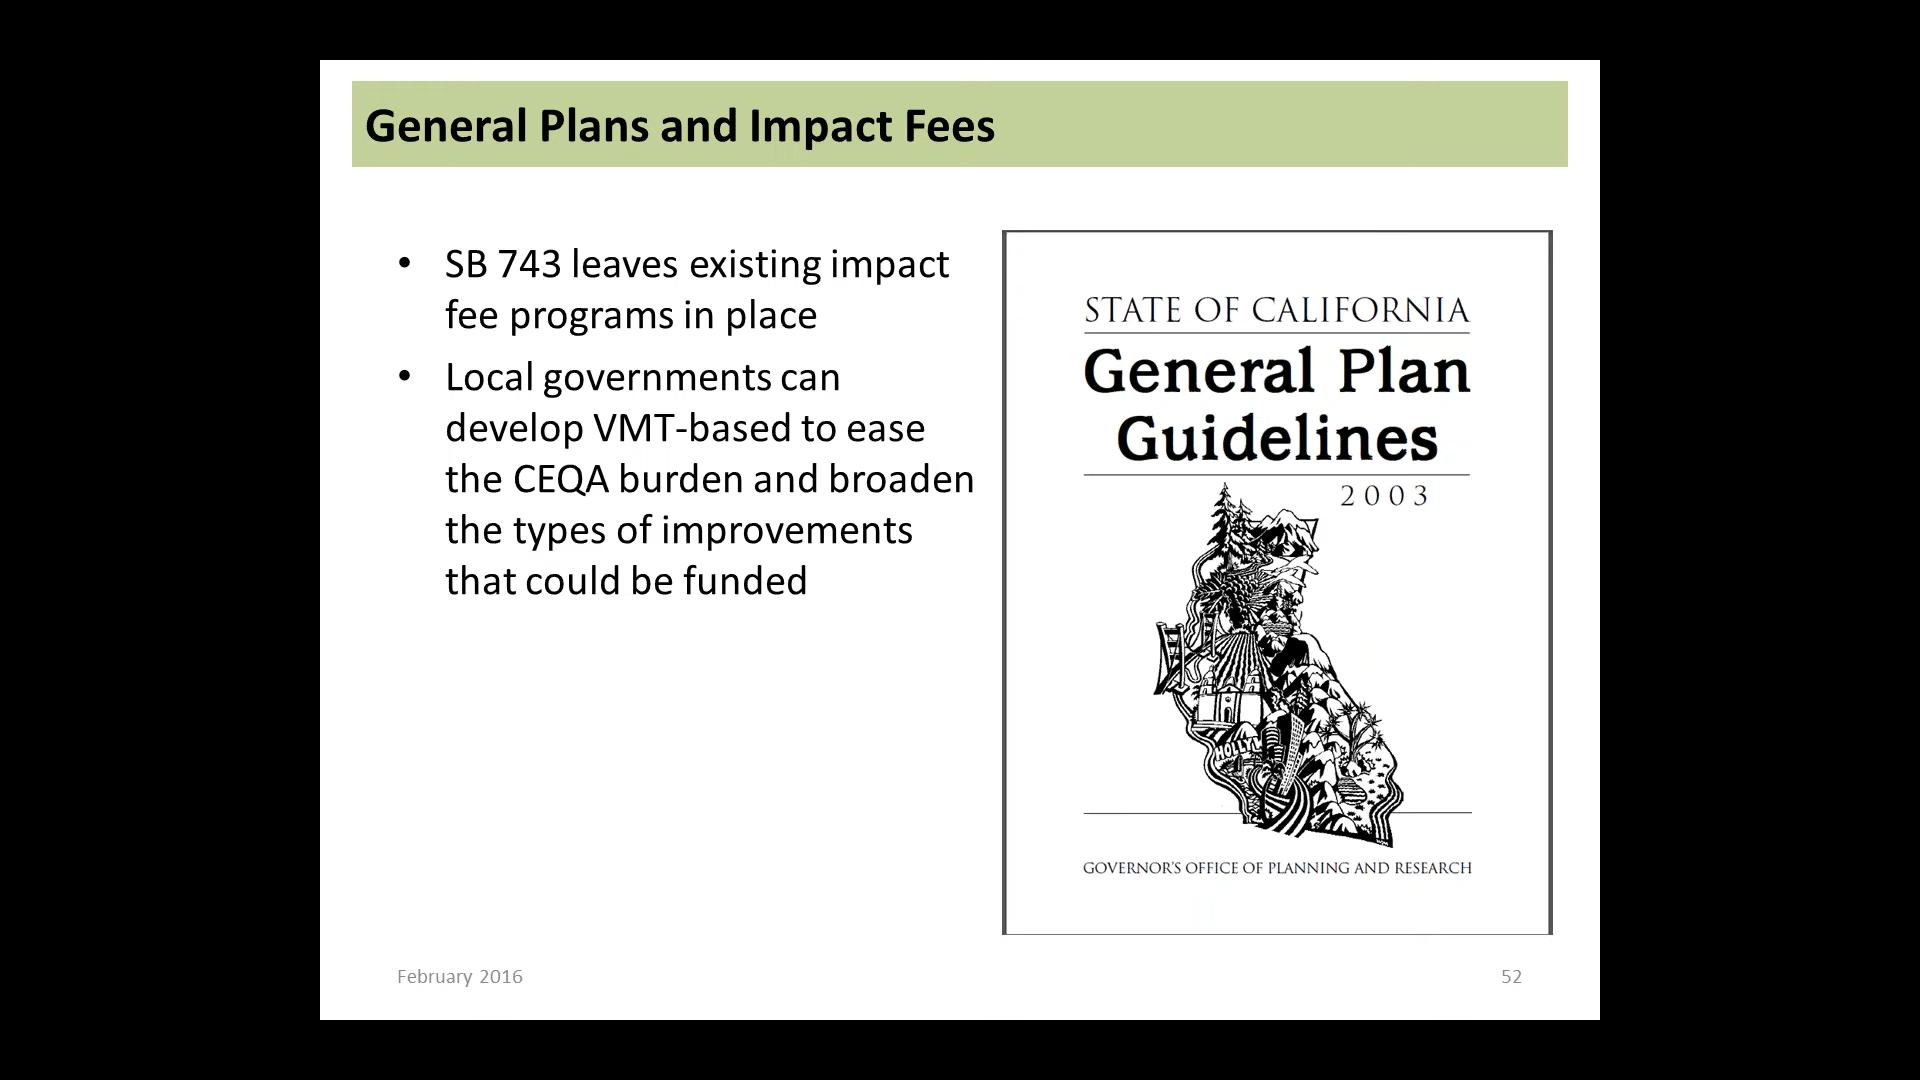 General Plans and Impact Fees
• SB 743 leaves existing impact
fee programs in place
• Local governments can
develop VMT-based to ease
the CEQA burden and broaden
the types of improvements
that could be funded
STATE OF CALIFORNIA
General Plan
Guidelines
2003
HOLLYW
GOVERNOR'S OFFICE OF PLANNING AND RESEARCH
February 2016
52